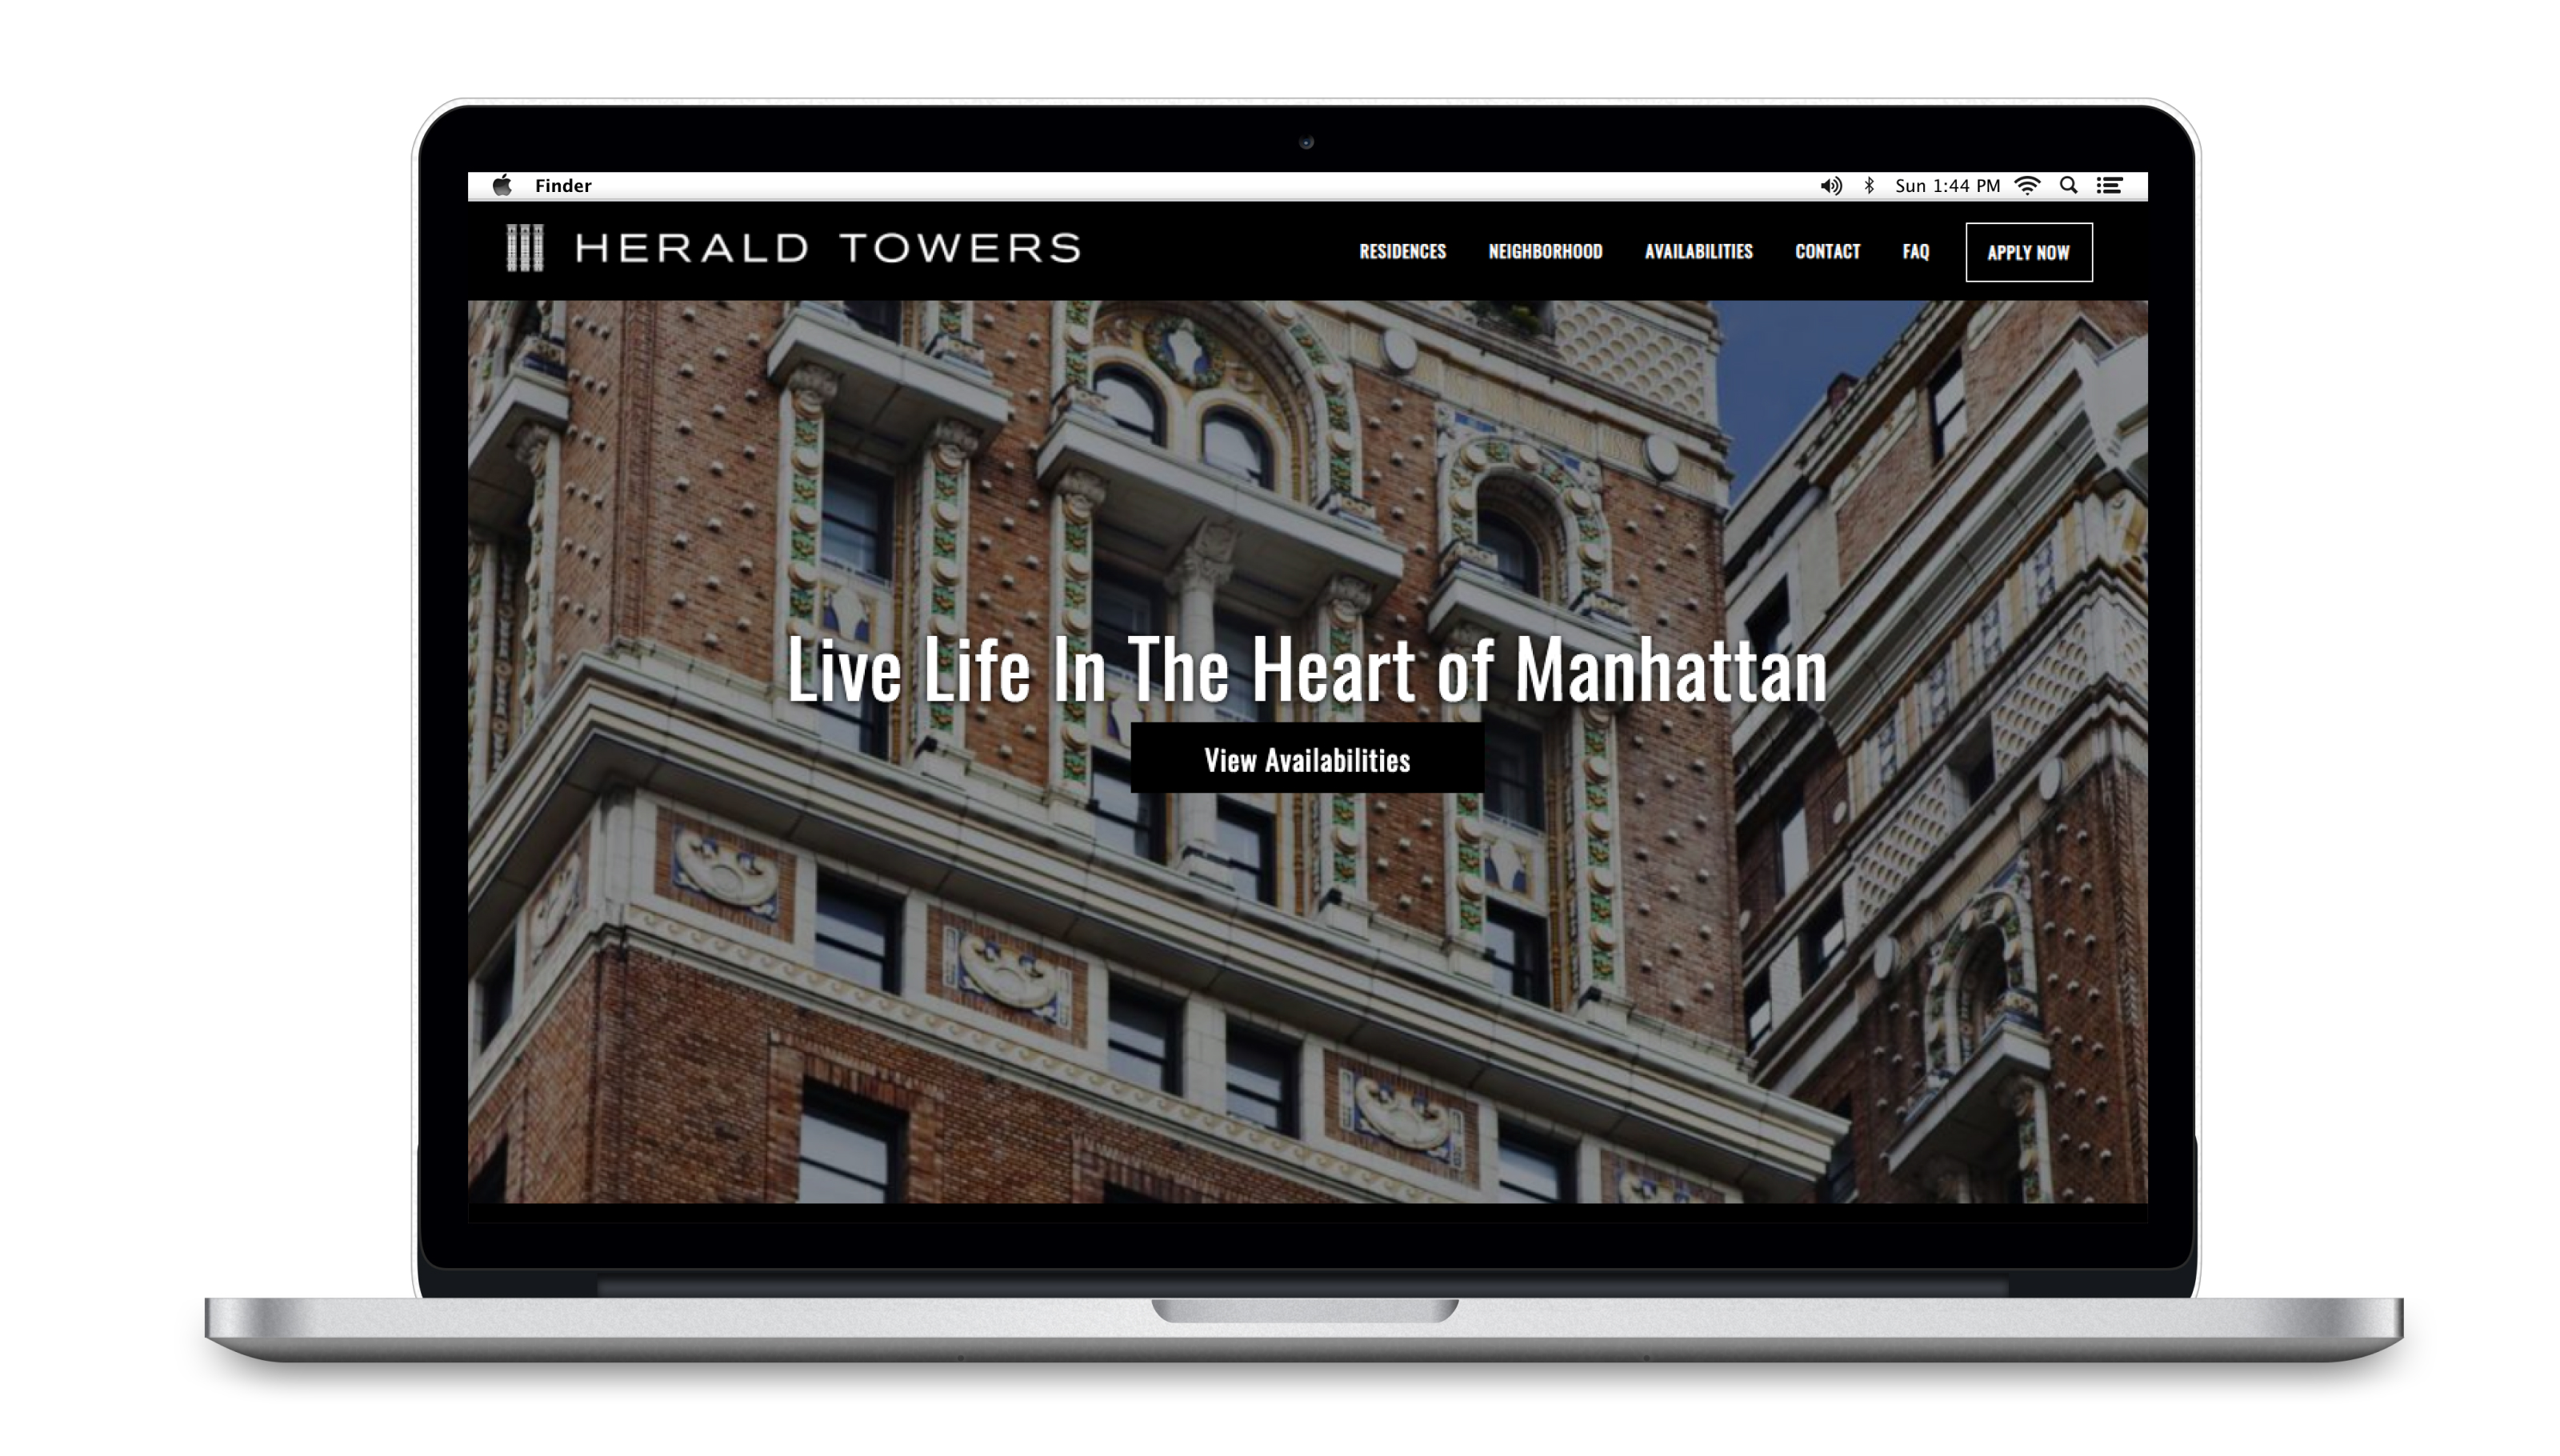 Finder
Sun 1:44 PM
HERALD TOWERS
RESIDENCES NEIGHBORHOOD AVAILABILITIES CONTACT FAQ APPLY NOW
Live Life In The Heart of Manhattan
View Availabilities